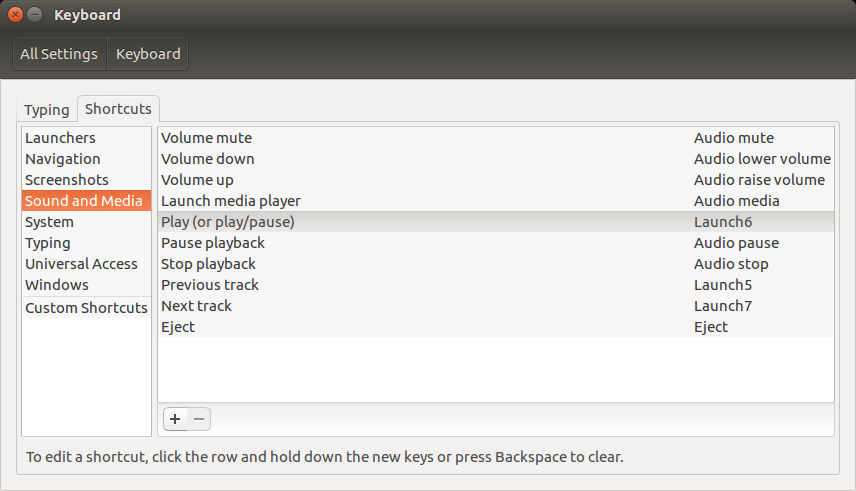 Keyboard
All Settings Keyboard
Typing Shortcuts
Launchers
Navigation
Screenshots
Sound and Media
System
Typing
Universal Access
Windows
Custom Shortcuts
Volume mute Audio mute
Volume down Audio lower volume
Volume up Audio raise volume
Launch media player Audio media
Play (or play/pause) Launch6
Pause playback Audio pause
Stop playback Audio stop
Previous track Launch5
Next track Launch7
Eject Eject
+ −
To edit a shortcut, click the row and hold down the new keys or press Backspace to clear.